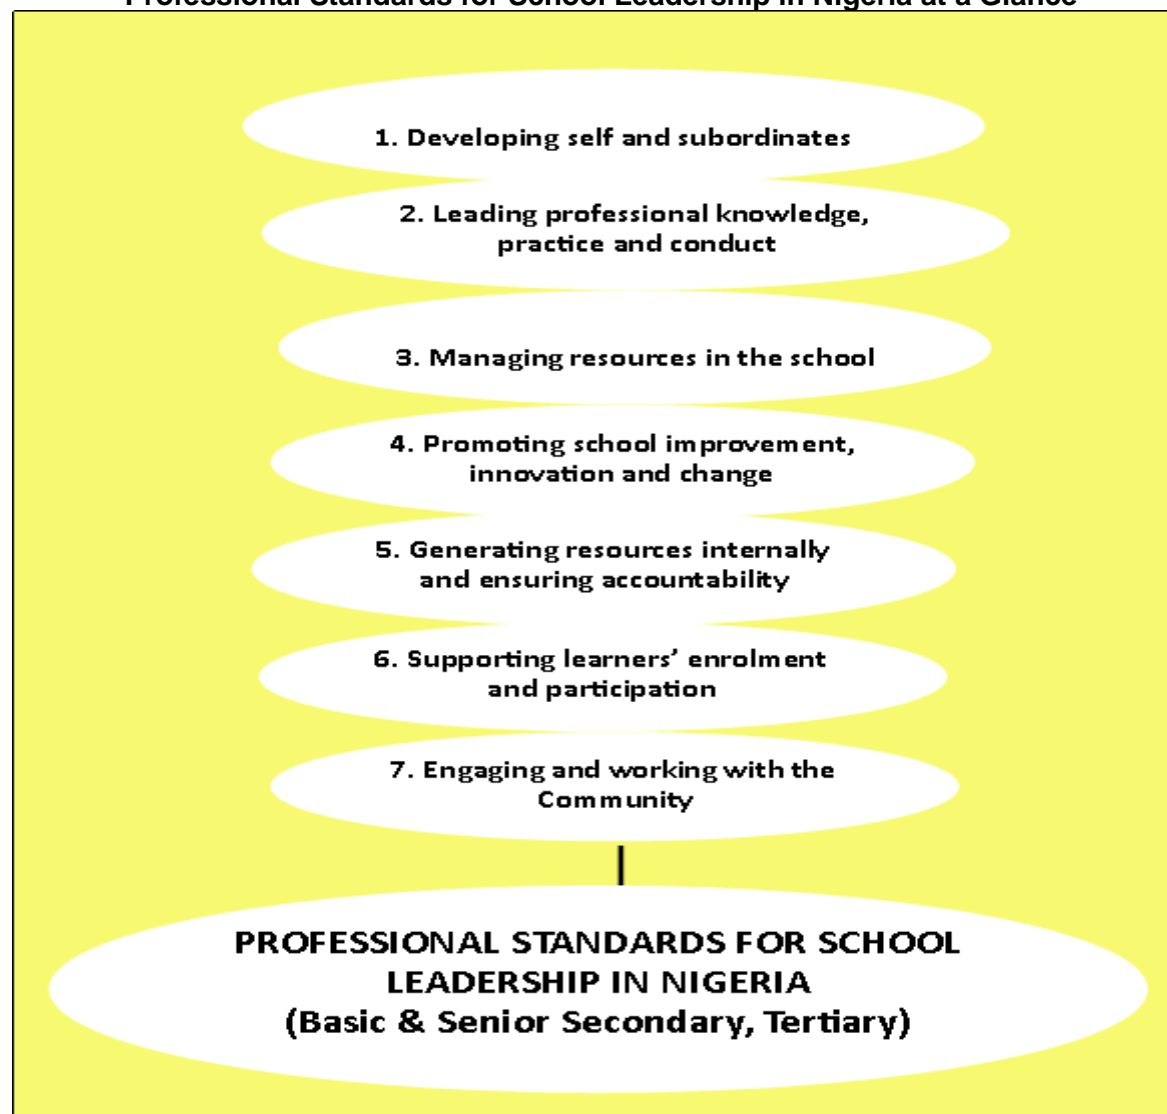 Professional Standards for School Leadership in Nigeria at a Glance
1. Developing self and subordinates
2. Leading professional knowledge,
practice and conduct
3. Managing resources in the school
4. Promoting school improvement,
innovation and change
5. Generating resources internally
and ensuring accountability
6. Supporting learners’ enrolment
and participation
7. Engaging and working with the
Community
PROFESSIONAL STANDARDS FOR SCHOOL
LEADERSHIP IN NIGERIA
(Basic & Senior Secondary, Tertiary)